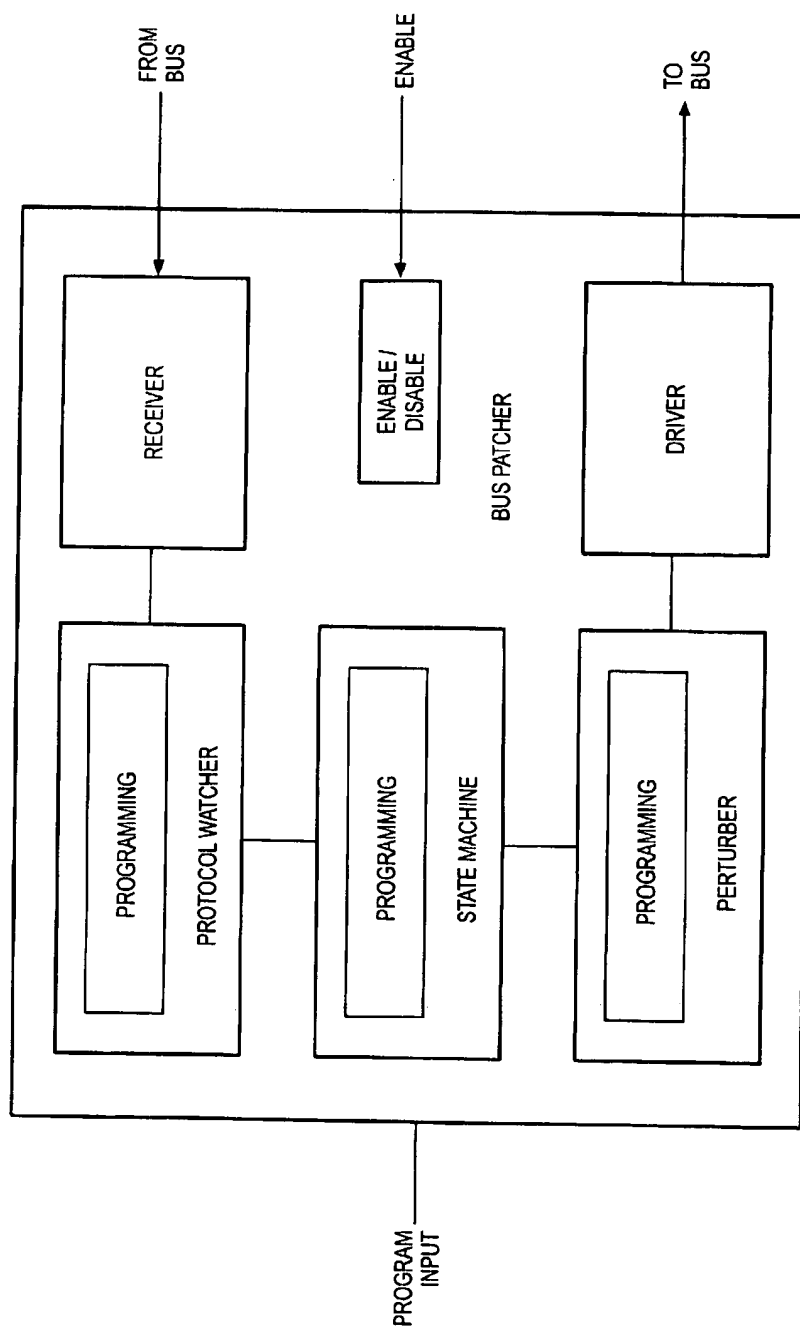 PROGRAMMING
PROTOCOL WATCHER
RECEIVER
FROM
BUS
PROGRAM
INPUT
PROGRAMMING
STATE MACHINE
ENABLE /
DISABLE
ENABLE
BUS PATCHER
PROGRAMMING
PERTURBER
DRIVER
TO
BUS